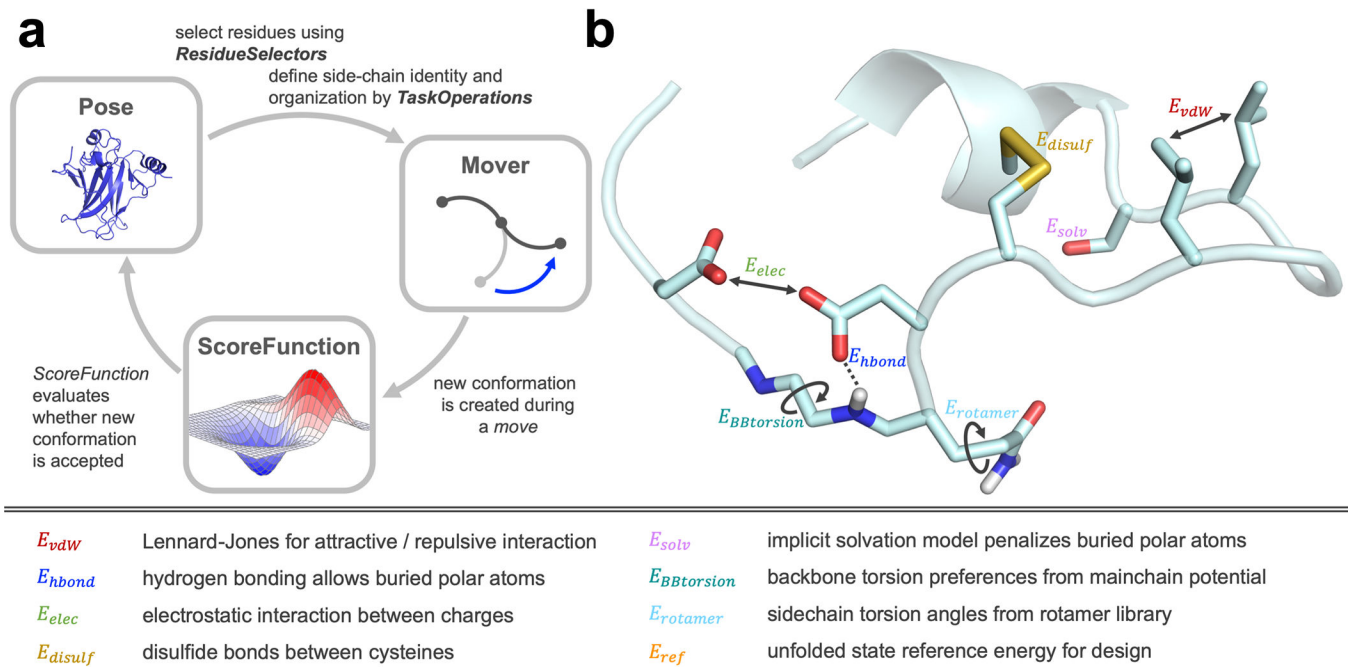 a
select residues using
ResidueSelectors
define side-chain identity and
organization by TaskOperations
Pose
Mover
ScoreFunction
ScoreFunction
evaluates
whether new
conformation
is accepted
new conformation
is created during
a move
b
E_vdW
E_disulf
E_solv
E_elec
E_hbond
E_BBtorsion
E_rotamer
E_vdW Lennard-Jones for attractive / repulsive interaction
E_hbond hydrogen bonding allows buried polar atoms
E_elec electrostatic interaction between charges
E_disulf disulfide bonds between cysteines
E_solv implicit solvation model penalizes buried polar atoms
E_BBtorsion backbone torsion preferences from mainchain potential
E_rotamer sidechain torsion angles from rotamer library
E_ref unfolded state reference energy for design